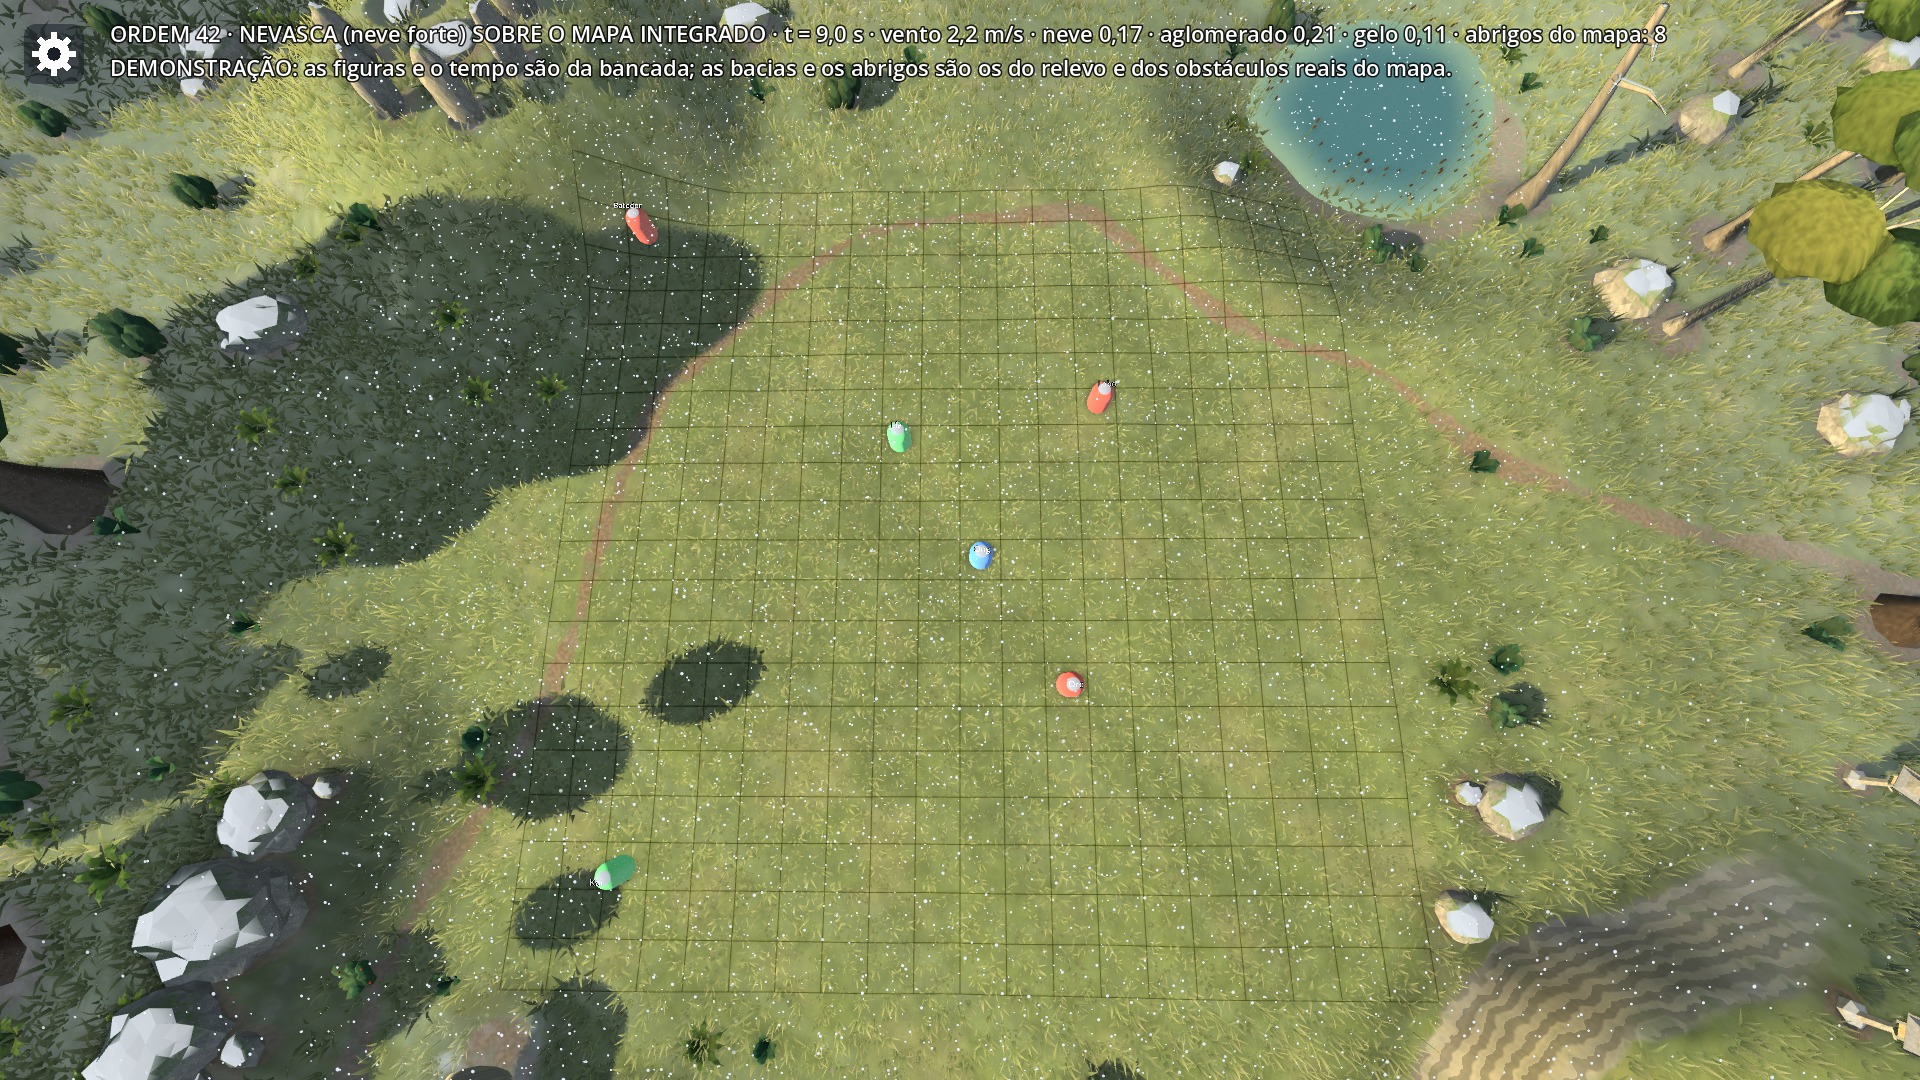 ORDEM 42 · NEVASCA (neve forte) SOBRE O MAPA INTEGRADO · t = 9,0 s · vento 2,2 m/s · neve 0,17 · aglomerado 0,21 · gelo 0,11 · abrigos do mapa: 8
DEMONSTRAÇÃO: as figuras e o tempo são da bancada; as bacias e os abrigos são os do relevo e dos obstáculos reais do mapa.